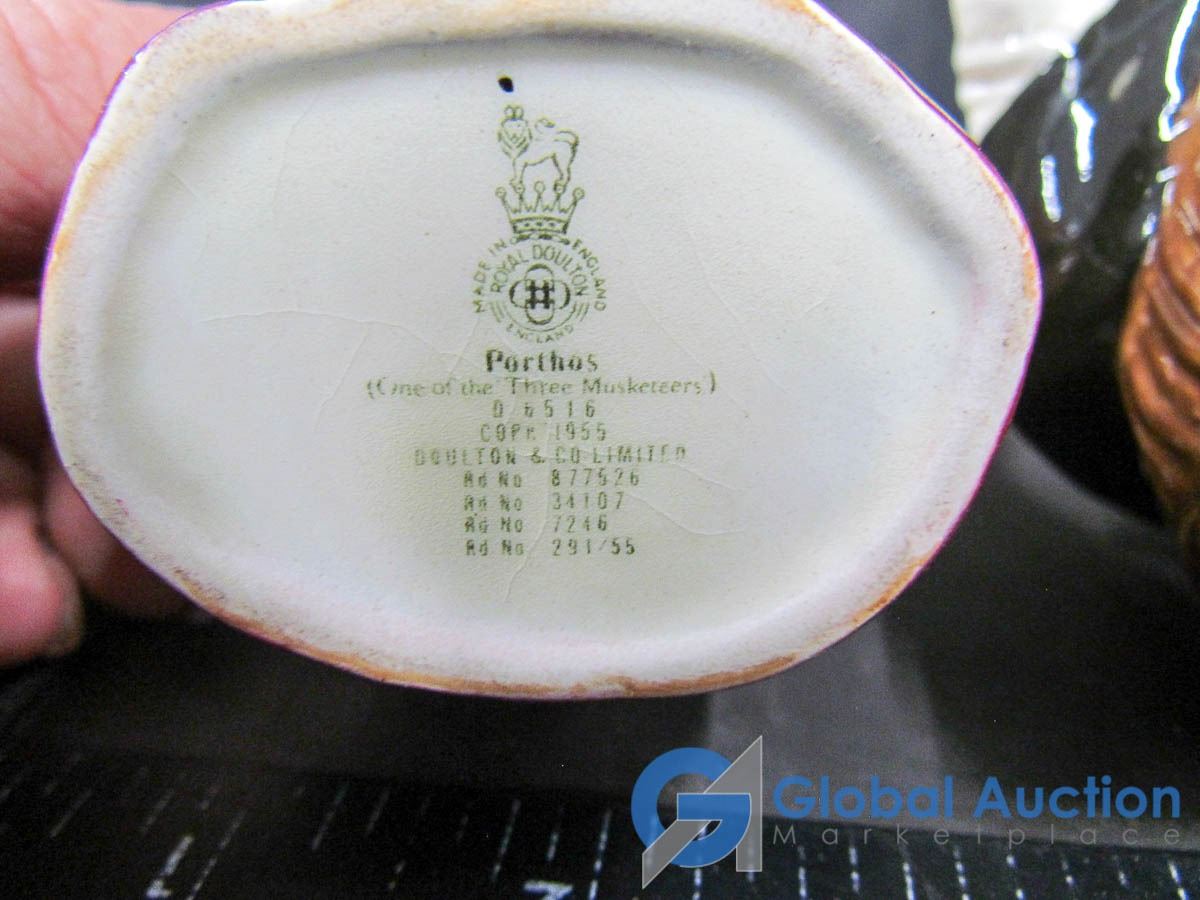 MADE IN ENGLAND
ROYAL DOULTON
ENGLAND
Porthos
(One of the Three Musketeers)
D 6516
COPR 1955
DOULTON & CO LIMITED
Rd No 877526
Rd No 34107
Rd No 7246
Rd No 291/55
GA Global Auction
Marketplace